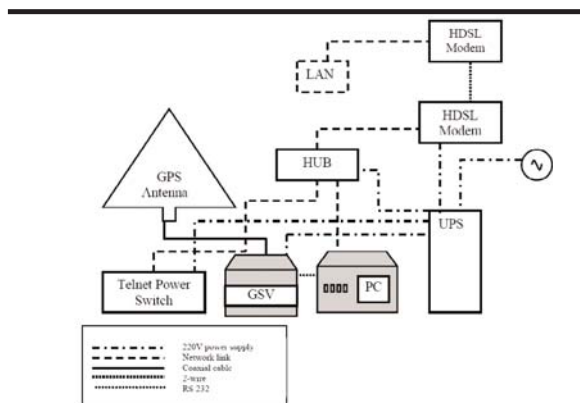 HDSL
Modem
LAN
HDSL
Modem
HUB
GPS
Antenna
UPS
Telnet Power
Switch
GSV
PC
220V power supply
Network link
Coaxial cable
2-wire
RS 232